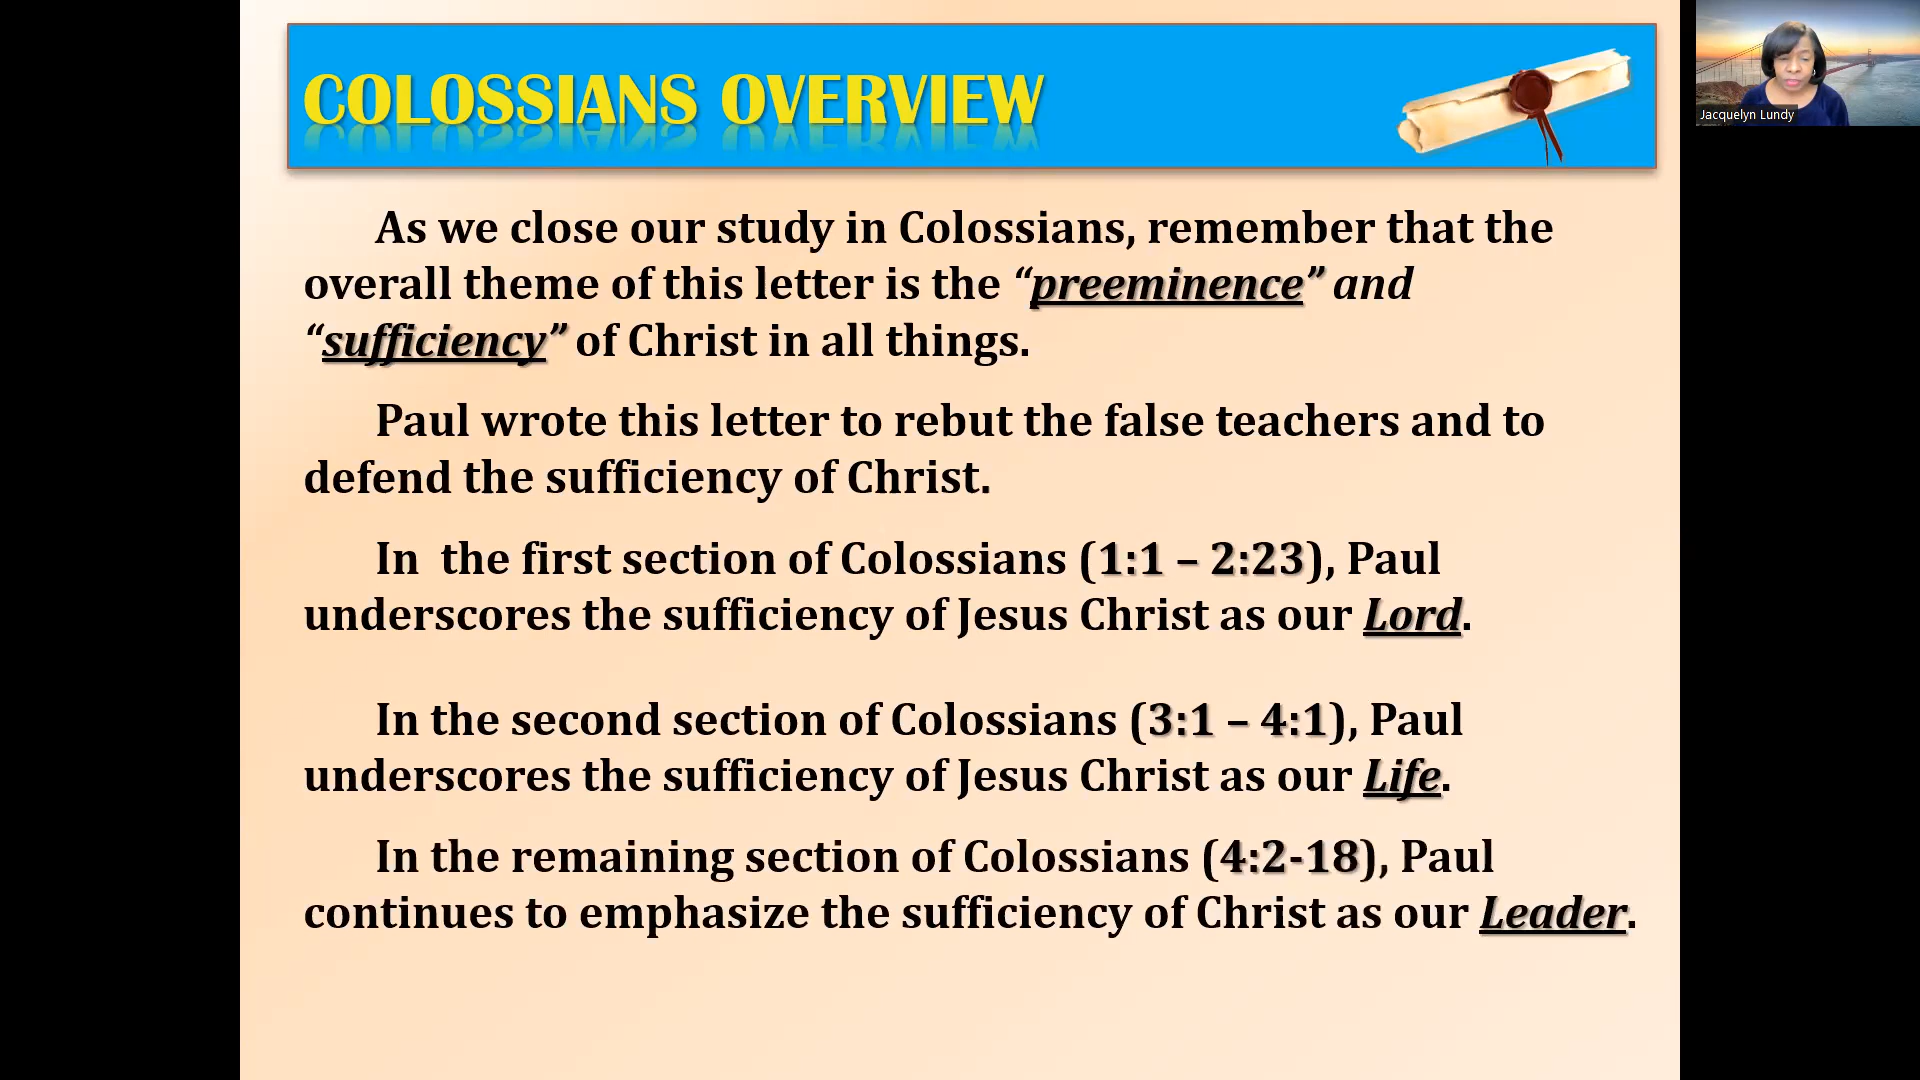 COLOSSIANS OVERVIEW
Jacquelyn Lundy
As we close our study in Colossians, remember that the
overall theme of this letter is the “preeminence” and
“sufficiency” of Christ in all things.
Paul wrote this letter to rebut the false teachers and to
defend the sufficiency of Christ.
In  the first section of Colossians (1:1 – 2:23), Paul
underscores the sufficiency of Jesus Christ as our Lord.
In the second section of Colossians (3:1 – 4:1), Paul
underscores the sufficiency of Jesus Christ as our Life.
In the remaining section of Colossians (4:2-18), Paul
continues to emphasize the sufficiency of Christ as our Leader.